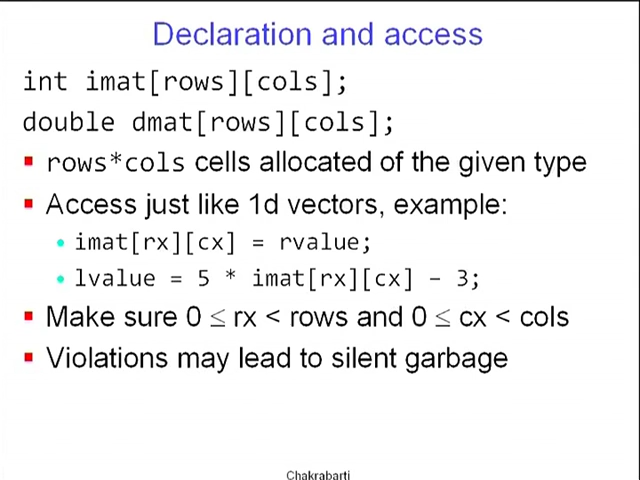 Declaration and access
int imat[rows][cols];
double dmat[rows][cols];
rows*cols cells allocated of the given type
Access just like 1d vectors, example:
imat[rx][cx] = rvalue;
lvalue = 5 * imat[rx][cx] – 3;
Make sure 0 ≤ rx < rows and 0 ≤ cx < cols
Violations may lead to silent garbage
Chakrabarti